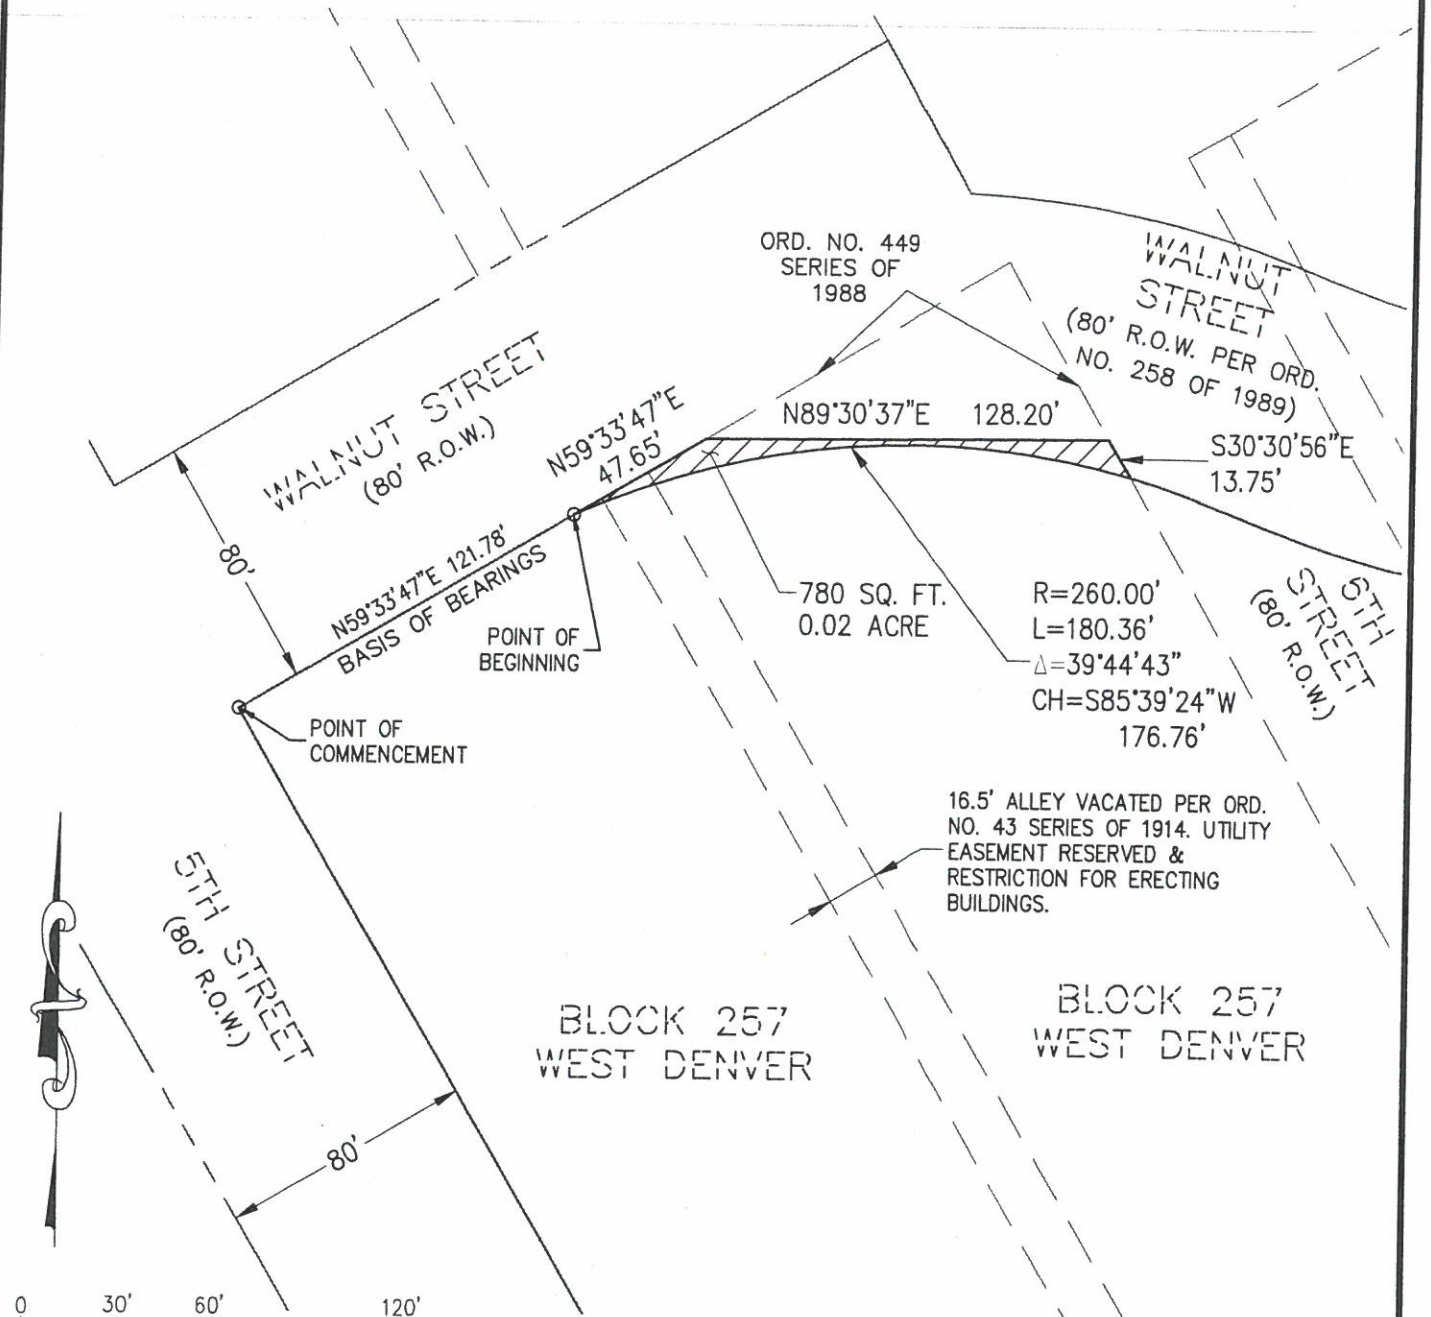 ORD. NO. 449
SERIES OF
1988
WALNUT
STREET
(80' R.O.W. PER ORD.
NO. 258 OF 1989)
WALNUT STREET
(80' R.O.W.)
N59°33'47"E
47.65'
N89°30'37"E 128.20'
S30°30'56"E
13.75'
80'
N59°33'47"E 121.78'
BASIS OF BEARINGS
POINT OF
BEGINNING
780 SQ. FT.
0.02 ACRE
R=260.00'
L=180.36'
Δ=39°44'43"
CH=S85°39'24"W
176.76'
6TH
STREET
(80' R.O.W.)
POINT OF
COMMENCEMENT
16.5' ALLEY VACATED PER ORD.
NO. 43 SERIES OF 1914. UTILITY
EASEMENT RESERVED &
RESTRICTION FOR ERECTING
BUILDINGS.
5TH STREET
(80' R.O.W.)
BLOCK 257
WEST DENVER
BLOCK 257
WEST DENVER
80'
0 30' 60' 120'